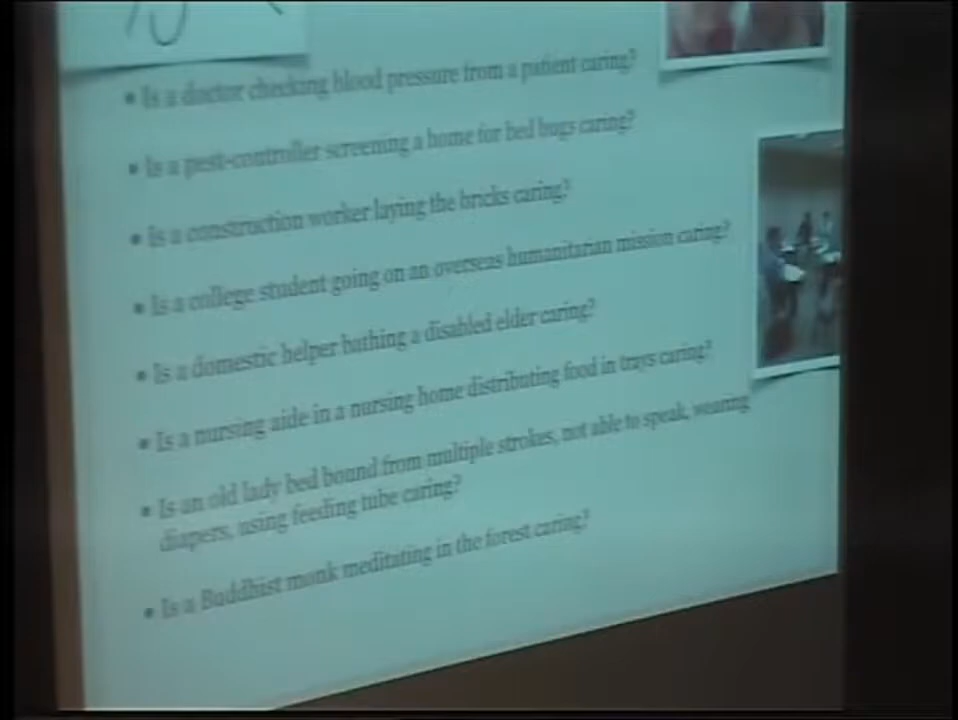 • Is a doctor checking blood pressure from a patient caring?
• Is a pest-controller screening a home for bed bugs caring?
• Is a construction worker laying the bricks caring?
• Is a college student going on an overseas humanitarian mission caring?
• Is a domestic helper bathing a disabled elder caring?
• Is a nursing aide in a nursing home distributing food in trays caring?
• Is an old lady bed bound from multiple strokes, not able to speak, wearing
diapers, using feeding tube caring?
• Is a Buddhist monk meditating in the forest caring?